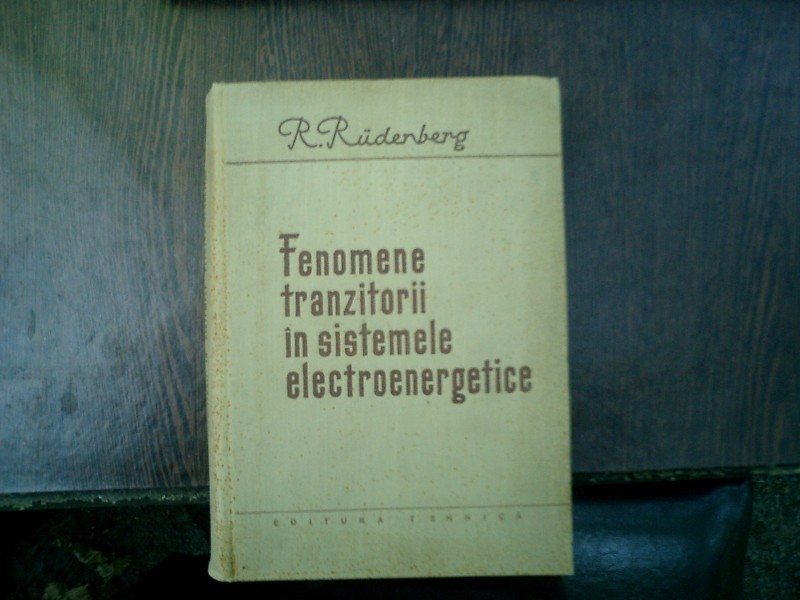 R. Rüdenberg
Fenomene
tranzitorii
în sistemele
electroenergetice
EDITURA TEHNICA